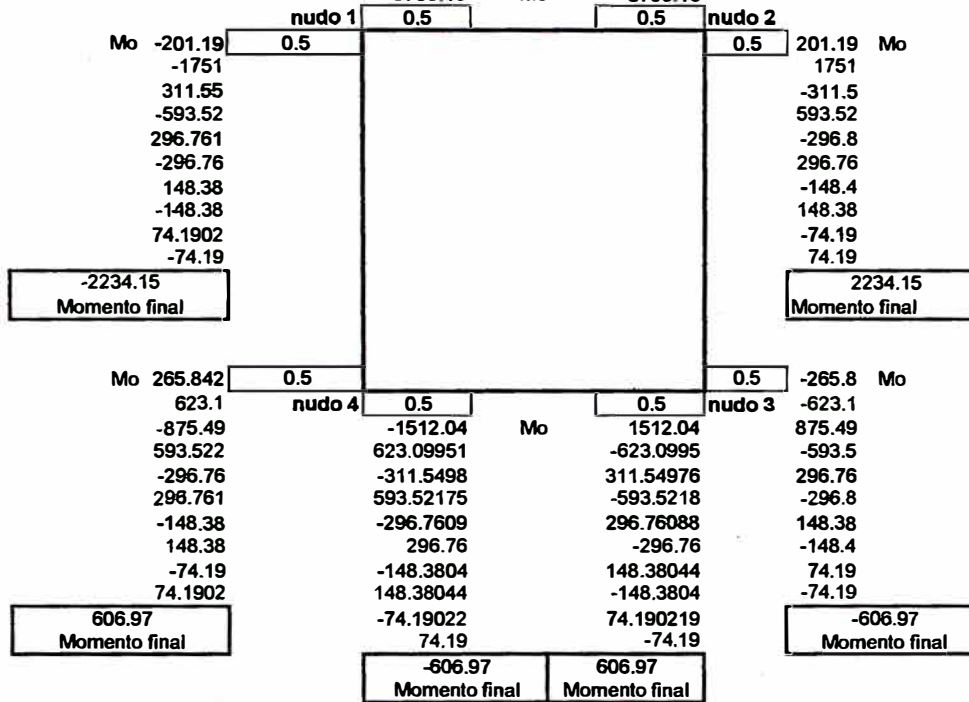 nudo 1 0.5 0.5 nudo 2
Mo -201.19 0.5 0.5 201.19 Mo
-1751 1751
311.55 -311.5
-593.52 593.52
296.761 -296.8
-296.76 296.76
148.38 -148.4
-148.38 148.38
74.1902 -74.19
-74.19 74.19
-2234.15 2234.15
Momento final Momento final
Mo 265.842 0.5 0.5 -265.8 Mo
623.1 nudo 4 0.5 0.5 nudo 3 -623.1
-875.49 -1512.04 Mo 1512.04 875.49
593.522 623.09951 -623.0995 -593.5
-296.76 -311.5498 311.54976 296.76
296.761 593.52175 -593.5218 -296.8
-148.38 -296.7609 296.76088 148.38
148.38 296.76 -296.76 -148.4
-74.19 -148.3804 148.38044 74.19
74.1902 148.38044 -148.3804 -74.19
606.97 -74.19022 74.190219 -606.97
Momento final 74.19 -74.19 Momento final
-606.97 606.97
Momento final Momento final